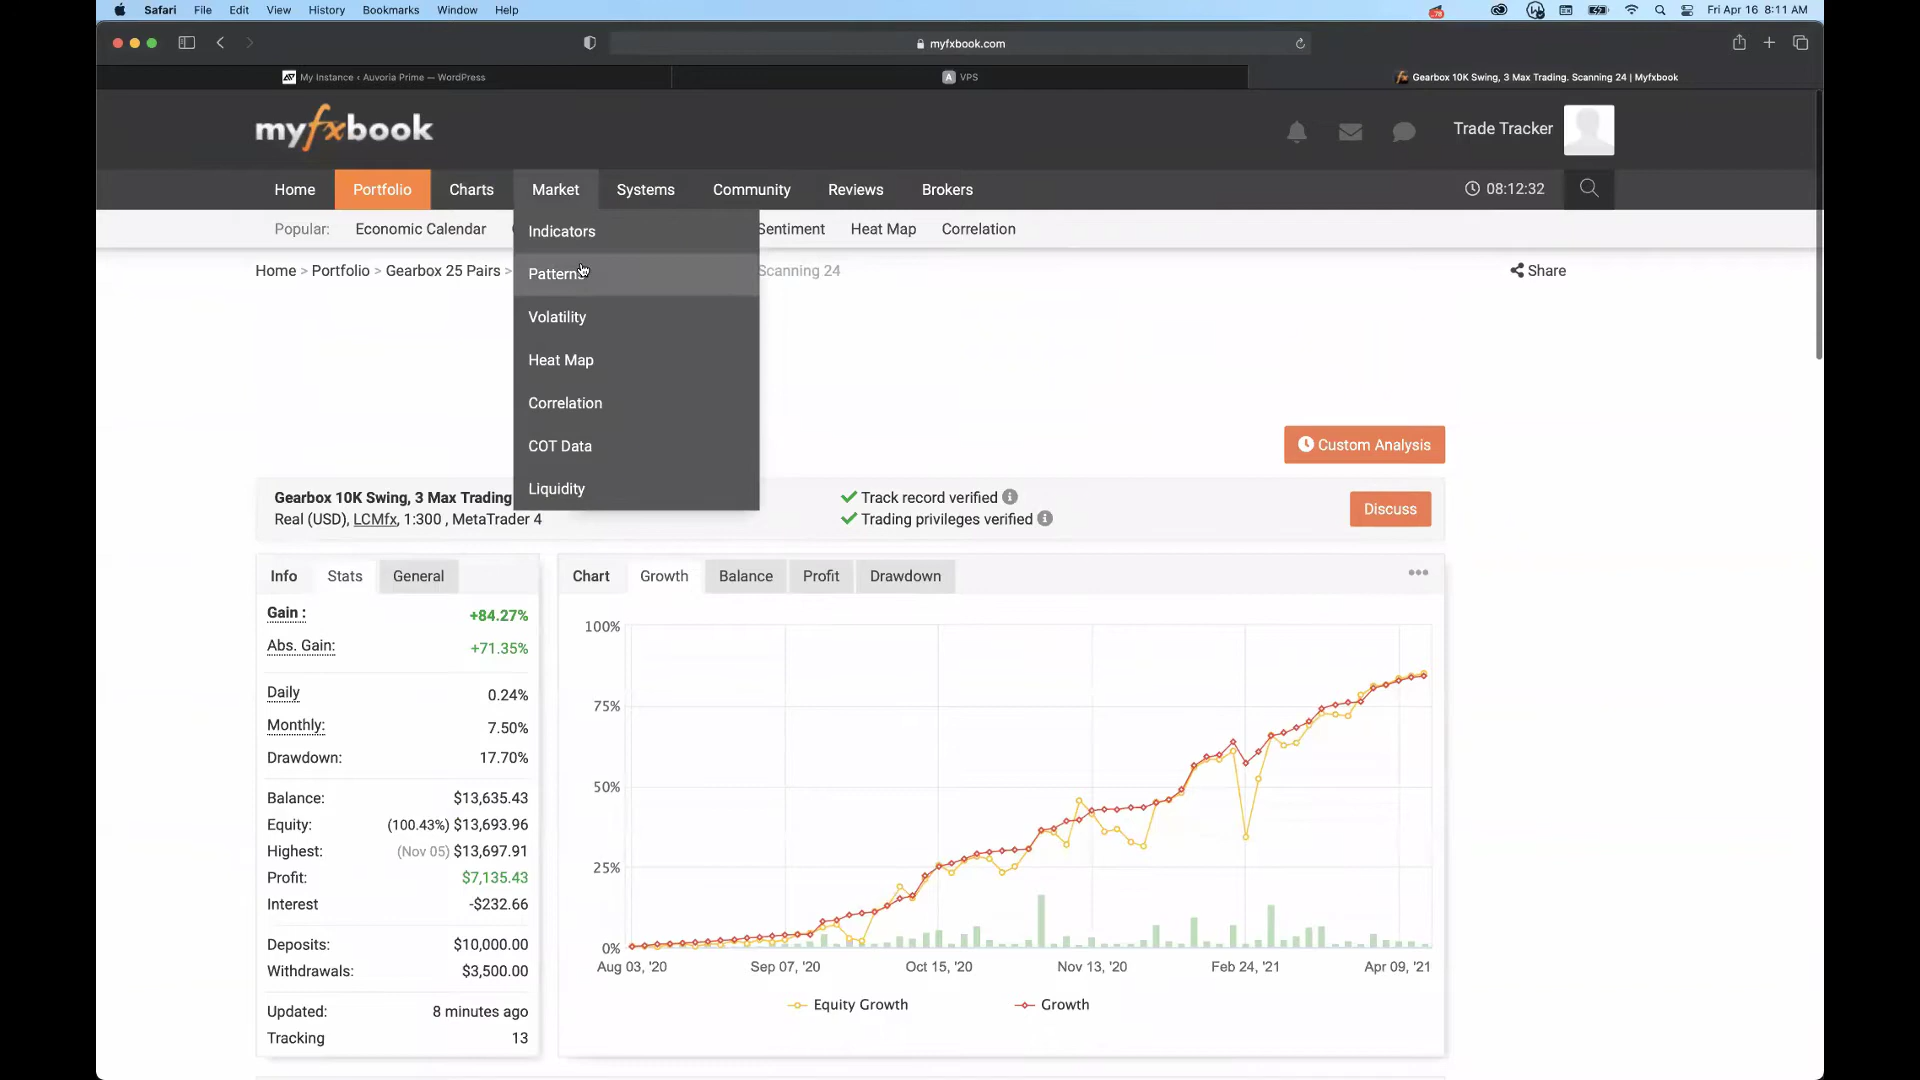 Safari File Edit View History Bookmarks Window Help Fri Apr 16 8:11 AM
myfxbook.com
My Instance ‹ Auvoria Prime — WordPress
A VPS
Gearbox 10K Swing, 3 Max Trading. Scanning 24 | Myfxbook
myfxbook
Trade Tracker
Home Portfolio Charts Market Systems Community Reviews Brokers 08:12:32
Popular: Economic Calendar Sentiment Heat Map Correlation
Indicators
Home > Portfolio > Gearbox 25 Pairs > Scanning 24
Share
Patterns
Volatility
Heat Map
Correlation
COT Data
Liquidity
Custom Analysis
Gearbox 10K Swing, 3 Max Trading
Real (USD), LCMfx, 1:300 , MetaTrader 4
Track record verified
Trading privileges verified
Discuss
Info Stats General
Gain : +84.27%
Abs. Gain: +71.35%
Daily 0.24%
Monthly: 7.50%
Drawdown: 17.70%
Balance: $13,635.43
Equity: (100.43%) $13,693.96
Highest: (Nov 05) $13,697.91
Profit: $7,135.43
Interest -$232.66
Deposits: $10,000.00
Withdrawals: $3,500.00
Updated: 8 minutes ago
Tracking 13
Chart Growth Balance Profit Drawdown
100%
75%
50%
25%
0%
Aug 03, '20 Sep 07, '20 Oct 15, '20 Nov 13, '20 Feb 24, '21 Apr 09, '21
Equity Growth Growth